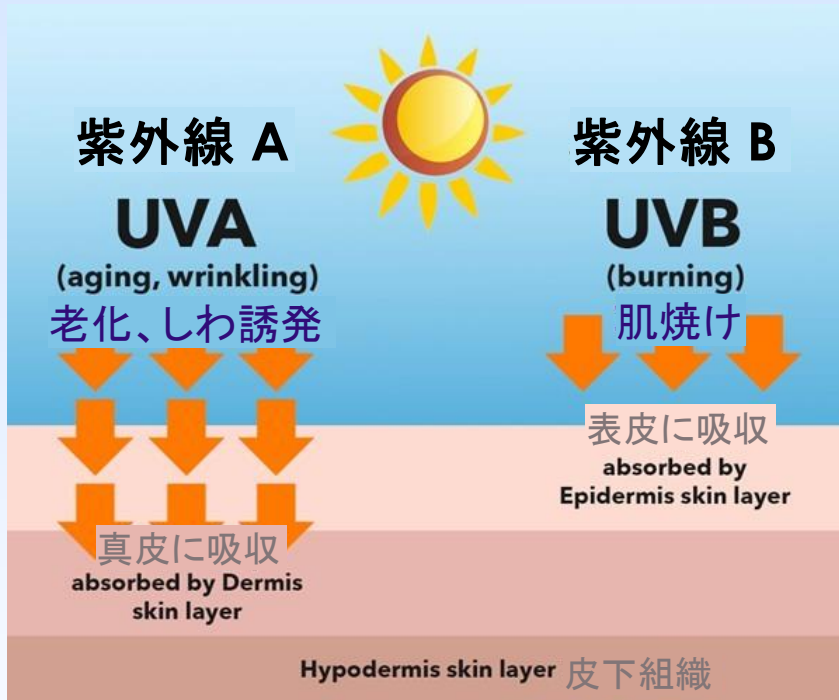 紫外線 A
UVA
(aging, wrinkling)
老化、しわ誘発
紫外線 B
UVB
(burning)
肌焼け
表皮に吸収
absorbed by
Epidermis skin layer
真皮に吸収
absorbed by Dermis
skin layer
Hypodermis skin layer 皮下組織